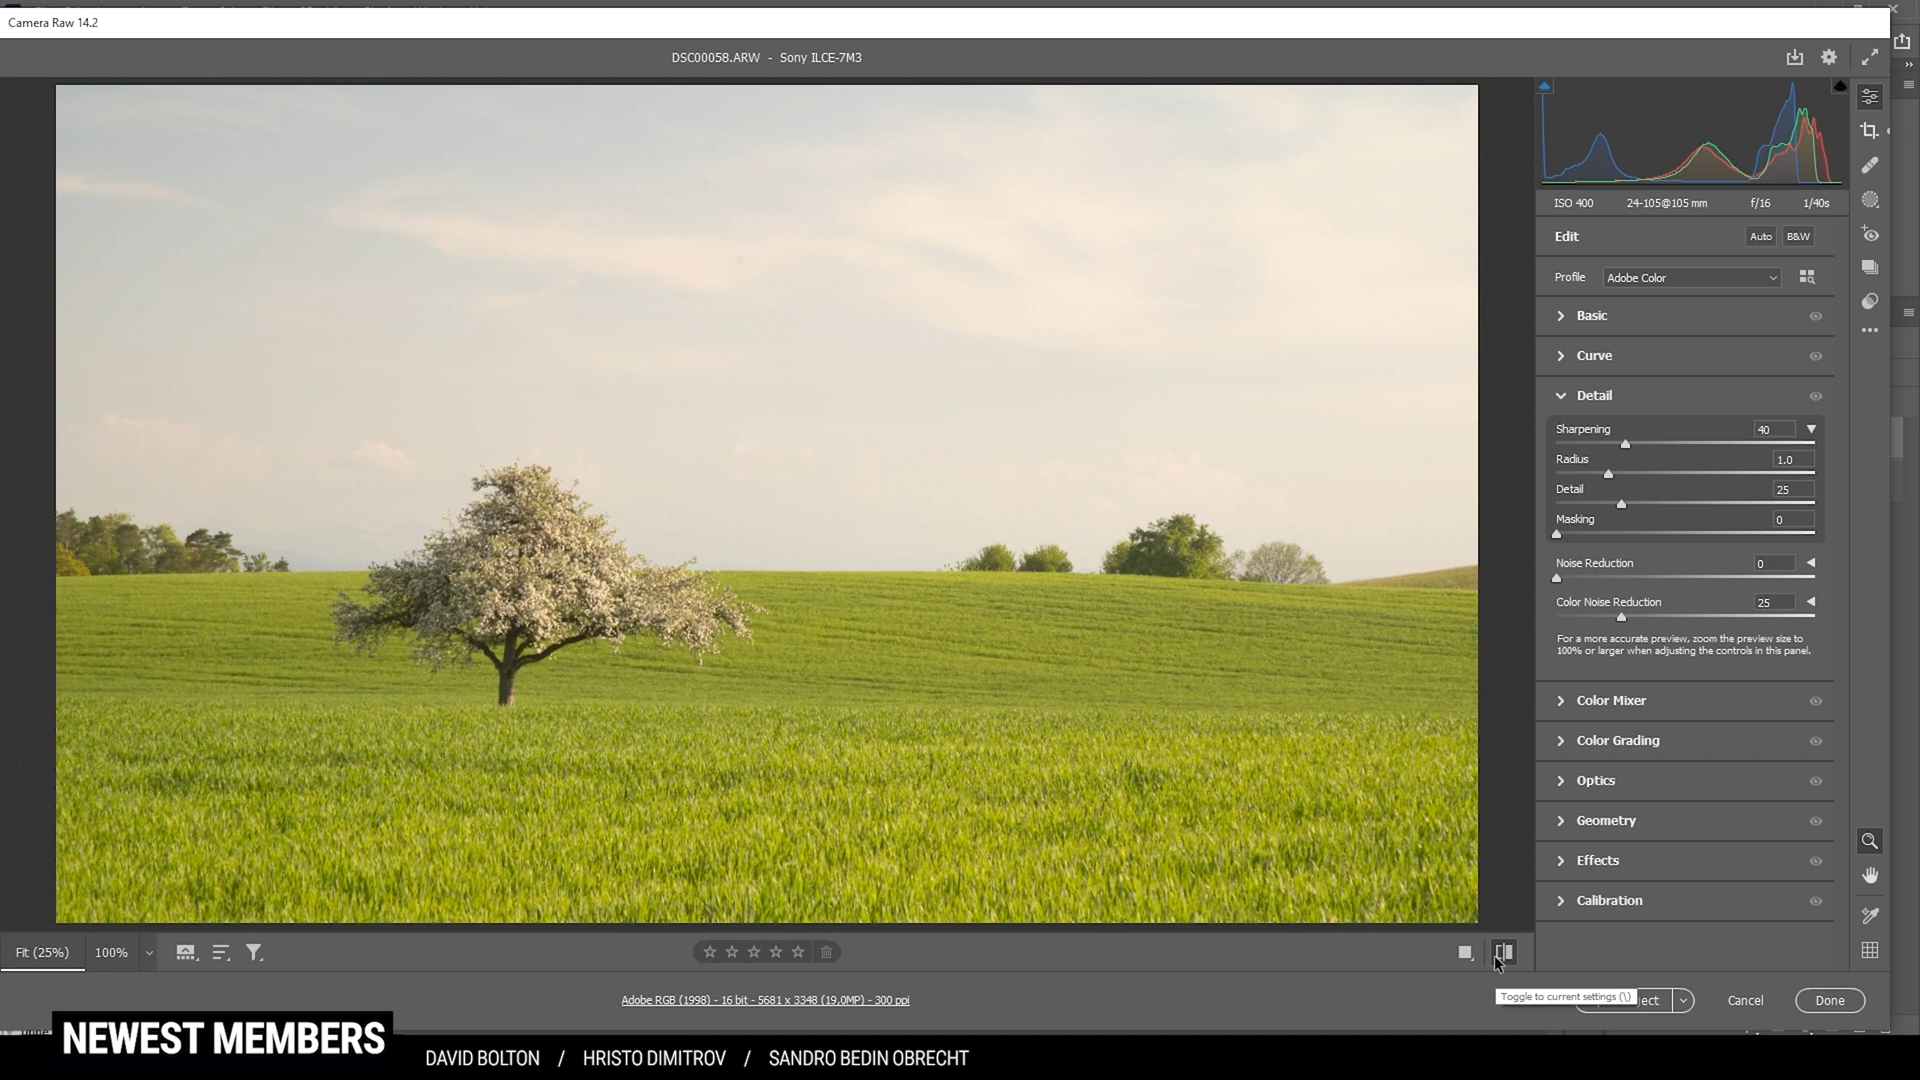 Camera Raw 14.2
DSC00058.ARW - Sony ILCE-7M3
ISO 400 24-105@105 mm f/16 1/40s
Edit Auto B&W
Profile Adobe Color
Basic
Curve
Detail
Sharpening 40
Radius 1.0
Detail 25
Masking 0
Noise Reduction 0
Color Noise Reduction 25
For a more accurate preview, zoom the preview size to
100% or larger when adjusting the controls in this panel.
Color Mixer
Color Grading
Optics
Geometry
Effects
Calibration
Fit (25%) 100%
Adobe RGB (1998) - 16 bit - 5681 x 3348 (19,0MP) - 300 ppi
Toggle to current settings (\)
Cancel Done
NEWEST MEMBERS
DAVID BOLTON / HRISTO DIMITROV / SANDRO BEDIN OBRECHT